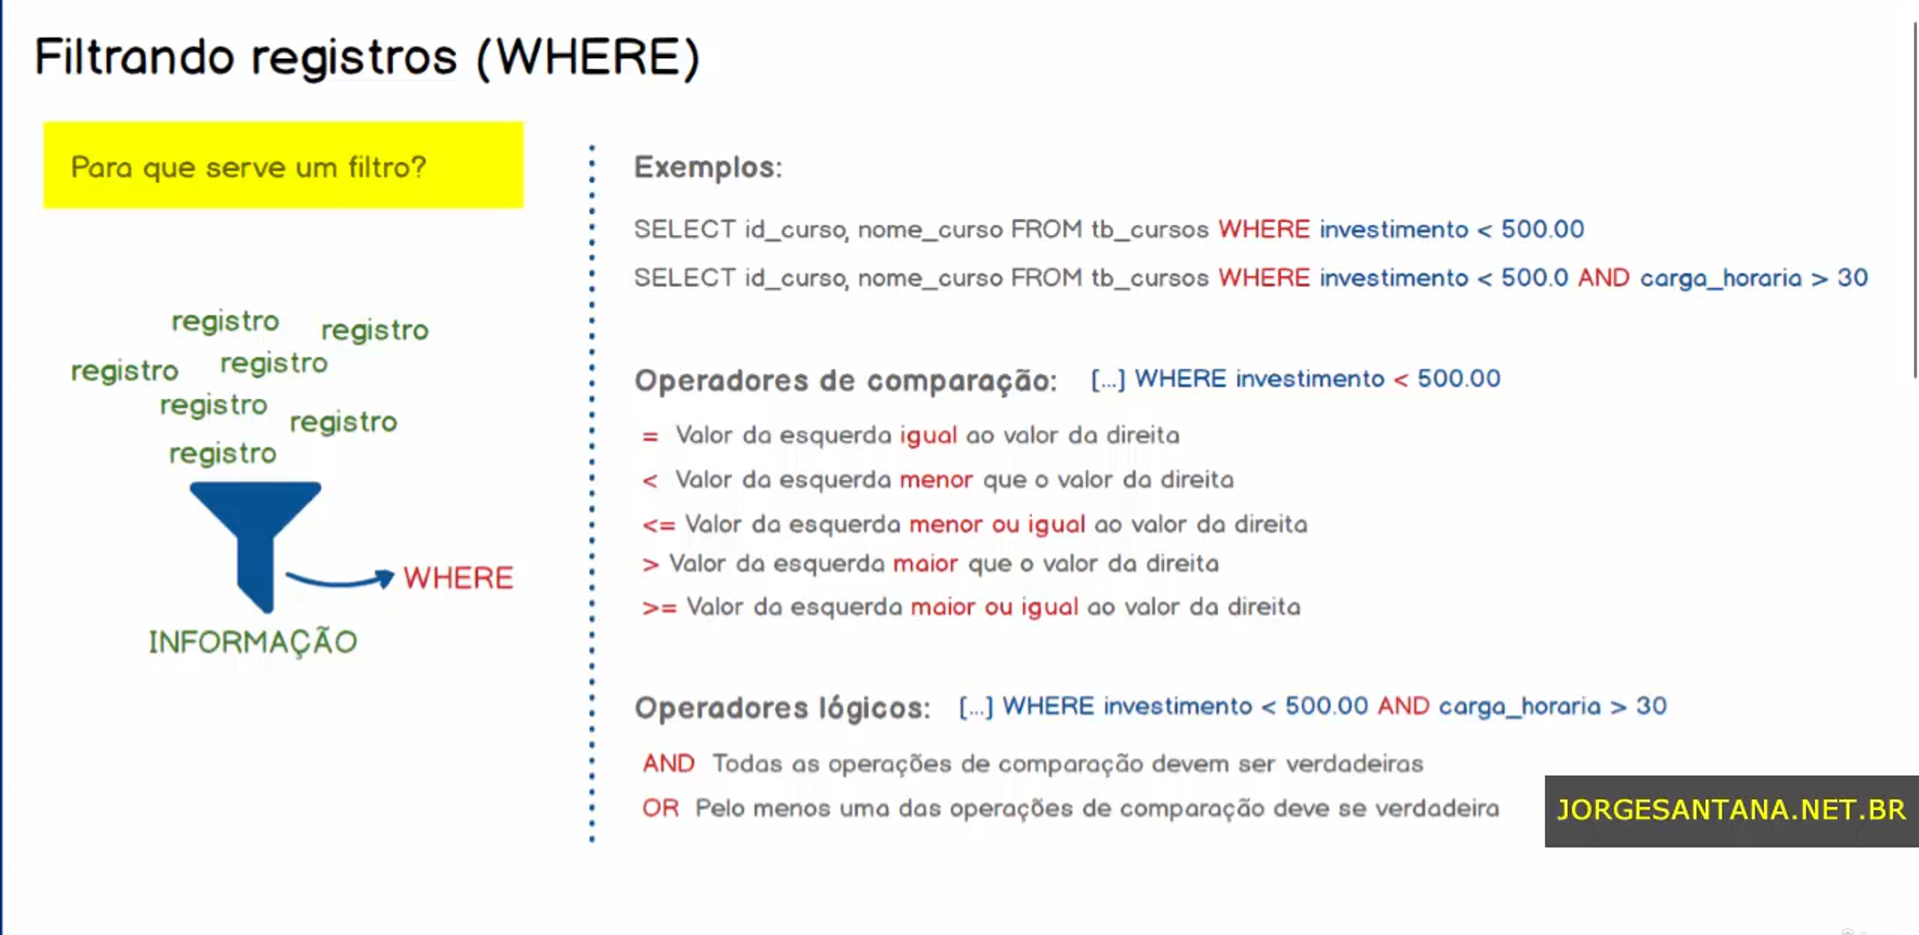 Filtrando registros (WHERE)
Para que serve um filtro?
registro
registro
registro
registro
registro
registro
registro
WHERE
INFORMAÇÃO
Exemplos:
SELECT id_curso, nome_curso FROM tb_cursos WHERE investimento < 500.00
SELECT id_curso, nome_curso FROM tb_cursos WHERE investimento < 500.0 AND carga_horaria > 30
Operadores de comparação: [...] WHERE investimento < 500.00
= Valor da esquerda igual ao valor da direita
< Valor da esquerda menor que o valor da direita
<= Valor da esquerda menor ou igual ao valor da direita
> Valor da esquerda maior que o valor da direita
>= Valor da esquerda maior ou igual ao valor da direita
Operadores lógicos: [...] WHERE investimento < 500.00 AND carga_horaria > 30
AND Todas as operações de comparação devem ser verdadeiras
OR Pelo menos uma das operações de comparação deve se verdadeira
JORGESANTANA.NET.BR